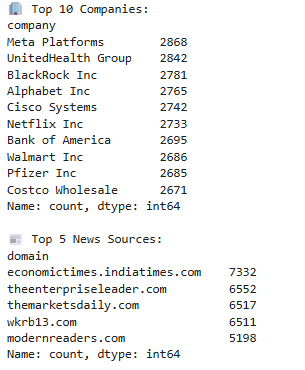 Top 10 Companies:
company
Meta Platforms        2868
UnitedHealth Group    2842
BlackRock Inc         2781
Alphabet Inc          2765
Cisco Systems         2742
Netflix Inc           2733
Bank of America       2695
Walmart Inc           2686
Pfizer Inc            2685
Costco Wholesale      2671
Name: count, dtype: int64
Top 5 News Sources:
domain
economictimes.indiatimes.com    7332
theenterpriseleader.com         6552
themarketsdaily.com             6517
wkrb13.com                      6511
modernreaders.com               5198
Name: count, dtype: int64